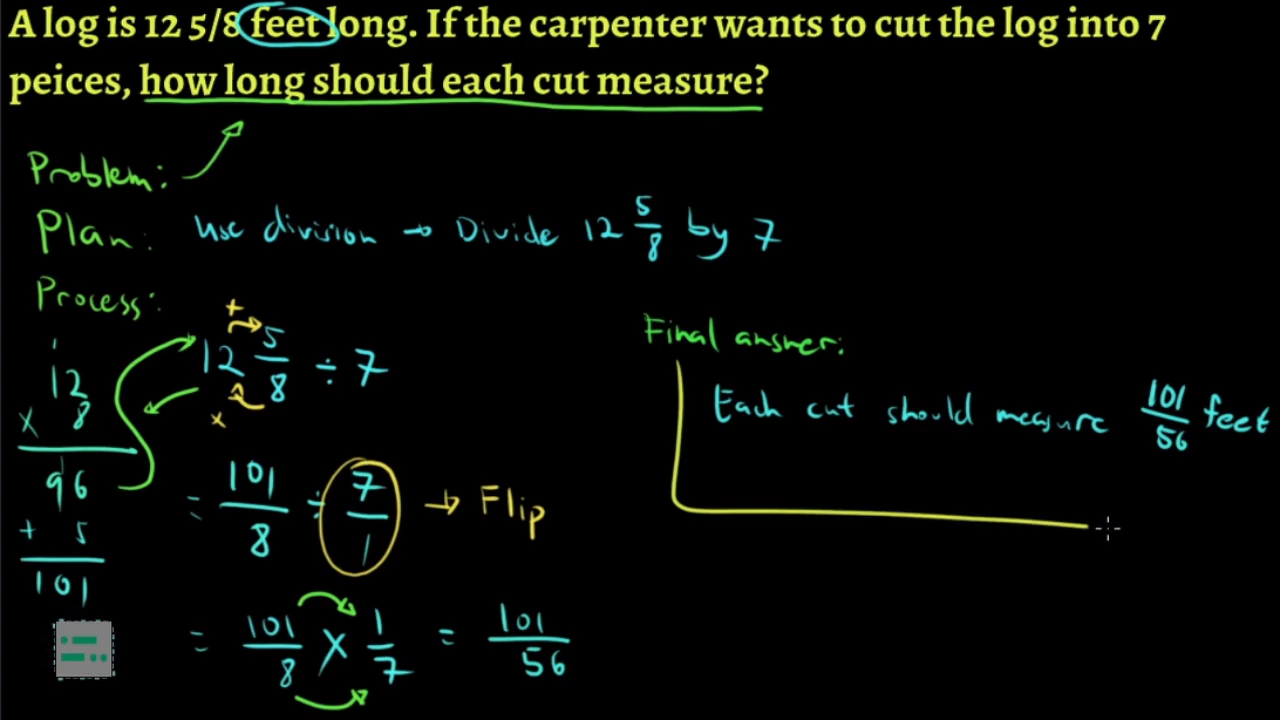 A log is 12 5/8 feet long. If the carpenter wants to cut the log into 7
peices, how long should each cut measure?
Problem:
Plan: use division → Divide 12 5/8 by 7
Process:
1
12
x 8
96
+ 5
101
+
12 5/8 ÷ 7
x
= 101/8 ÷ 7/1 → Flip
= 101/8 x 1/7 = 101/56
Final answer:
Each cut should measure 101/56 feet